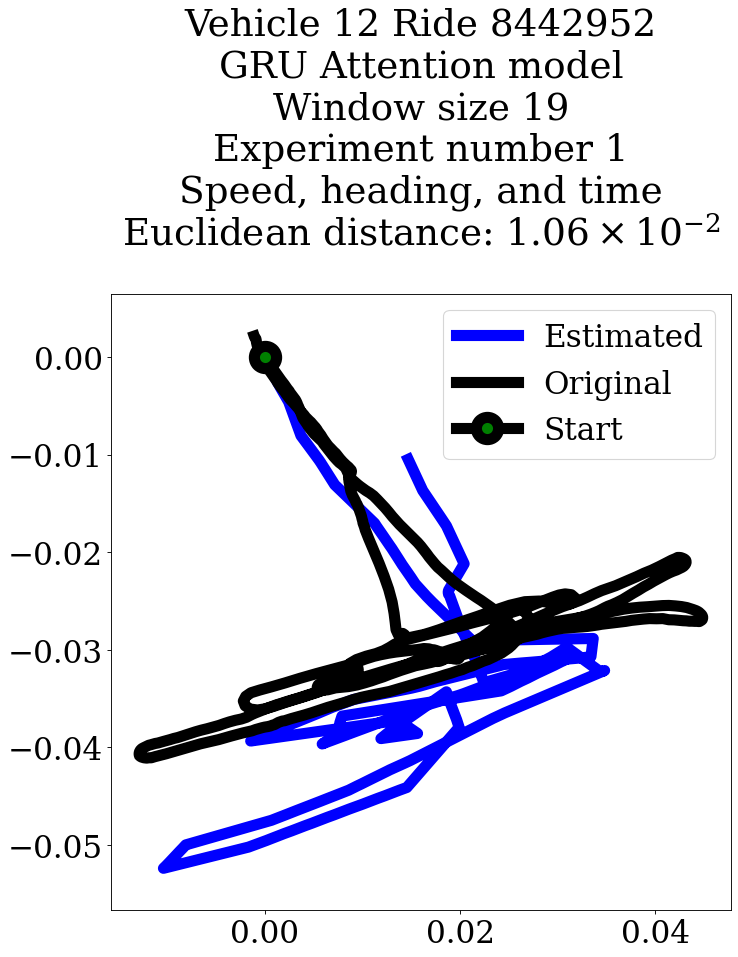 Vehicle 12 Ride 8442952
GRU Attention model
Window size 19
Experiment number 1
Speed, heading, and time
Euclidean distance: 1.06 × 10⁻²
Estimated
Original
Start
0.00
−0.01
−0.02
−0.03
−0.04
−0.05
0.00 0.02 0.04